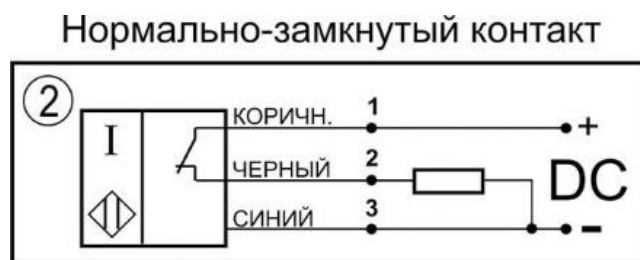 Нормально-замкнутый контакт
2
I
КОРИЧН. 1 +
ЧЕРНЫЙ 2
DC
СИНИЙ 3 -